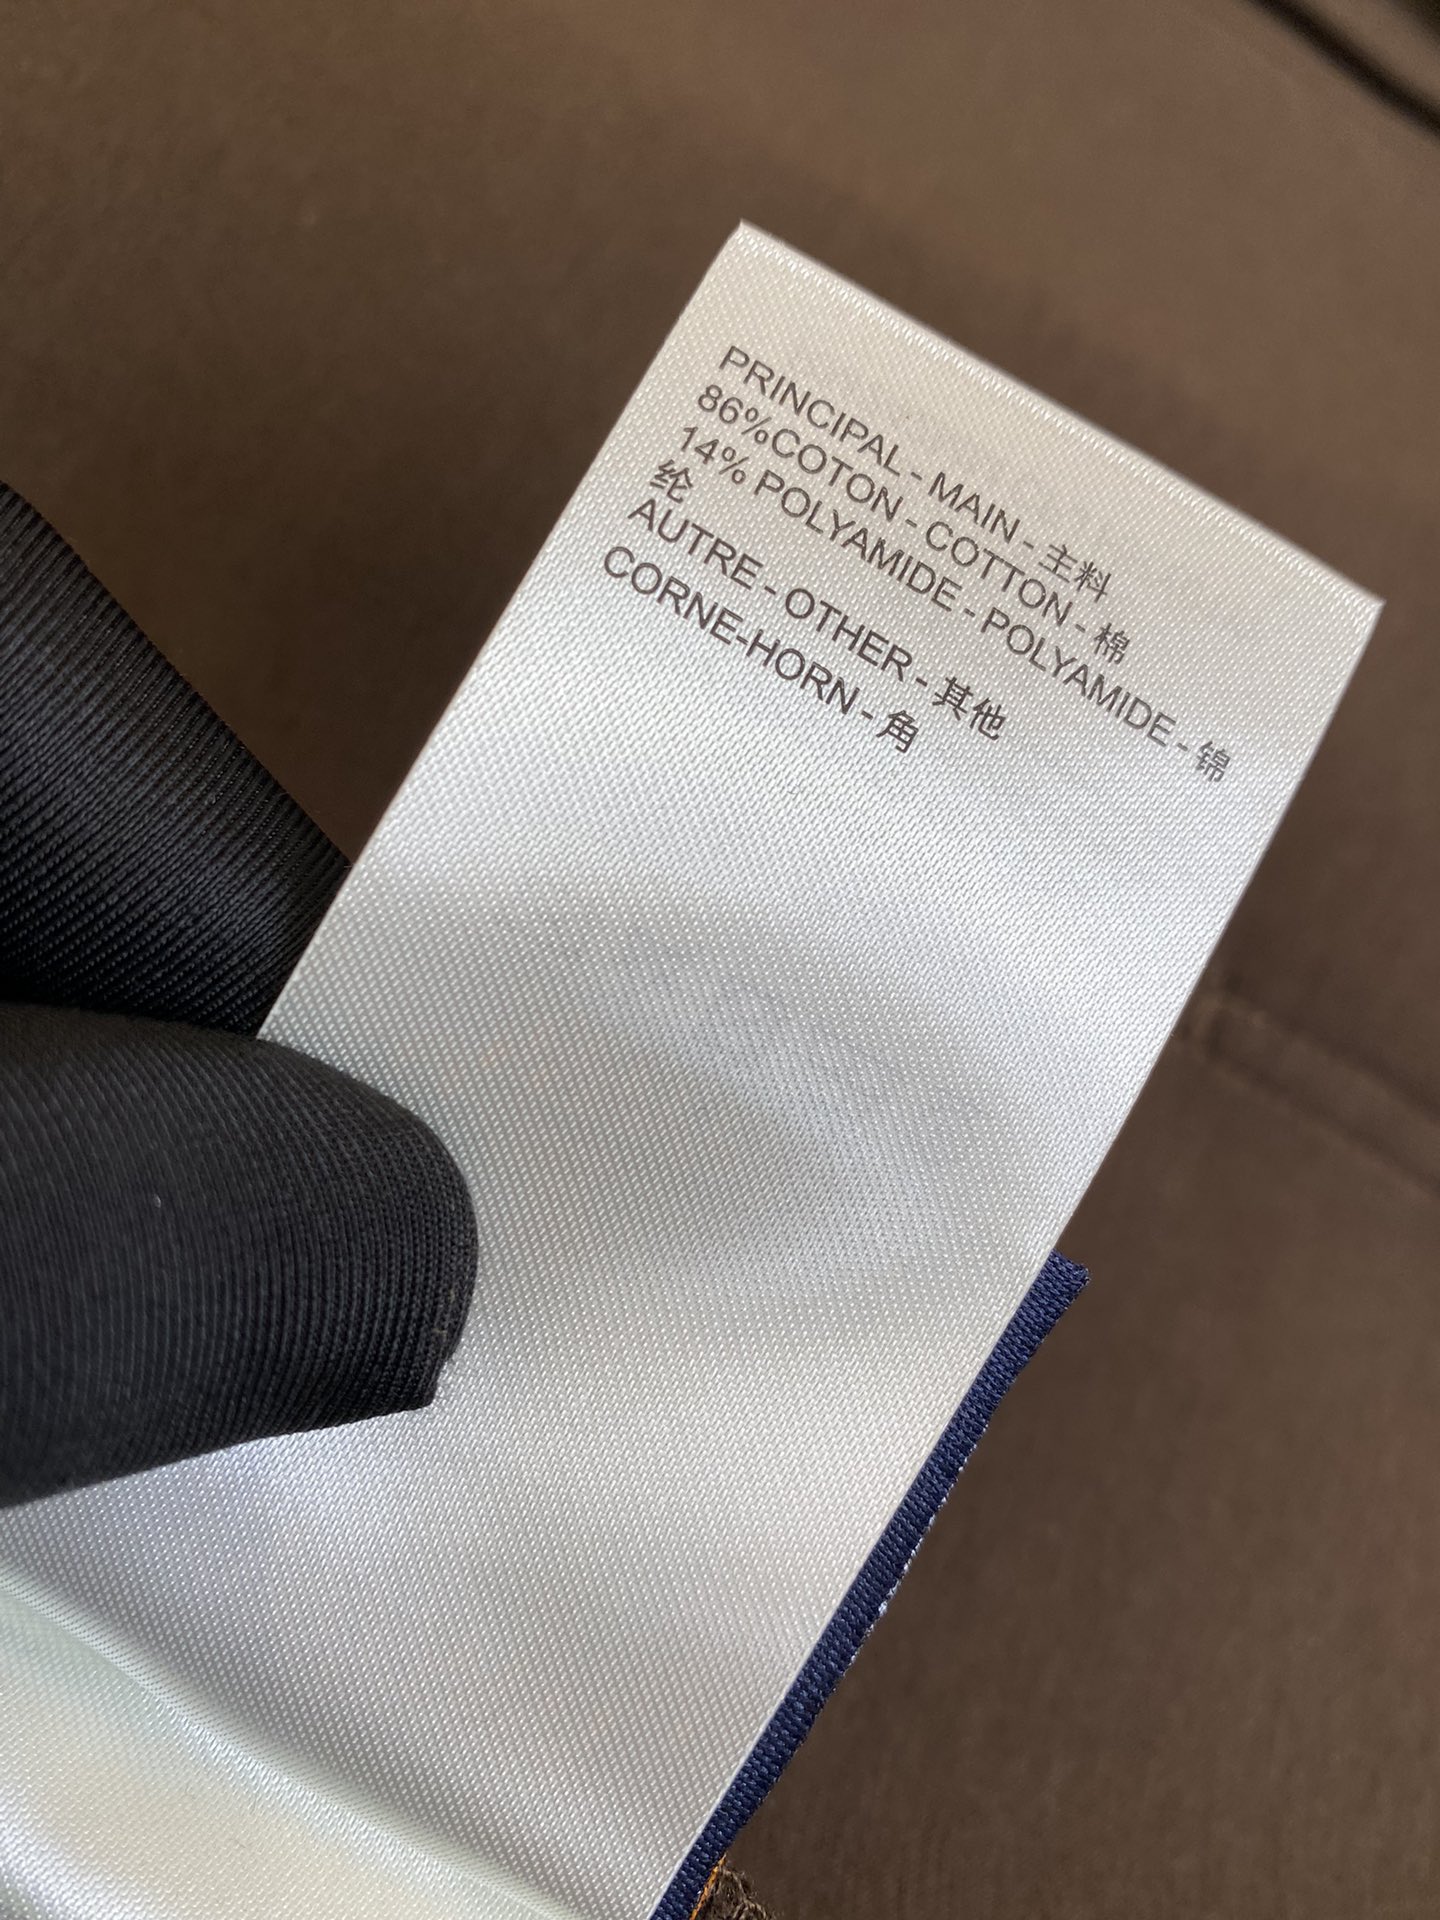 PRINCIPAL - MAIN - 主料
86%COTON - COTTON - 棉
14% POLYAMIDE - POLYAMIDE - 锦
纶
AUTRE - OTHER - 其他
CORNE-HORN - 角